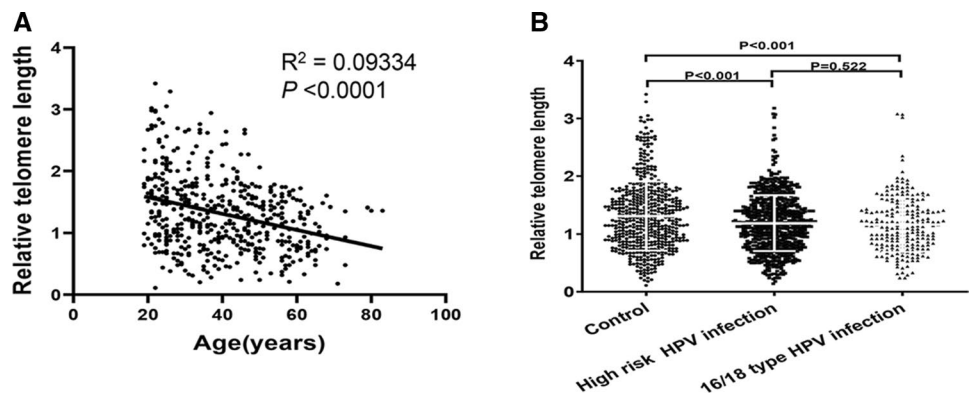 A
R² = 0.09334
P <0.0001
Relative telomere length
4
3
2
1
0
0 20 40 60 80 100
Age(years)
B
P<0.001
P<0.001 P=0.522
Relative telomere length
4
3
2
1
0
Control
High risk HPV infection
16/18 type HPV infection